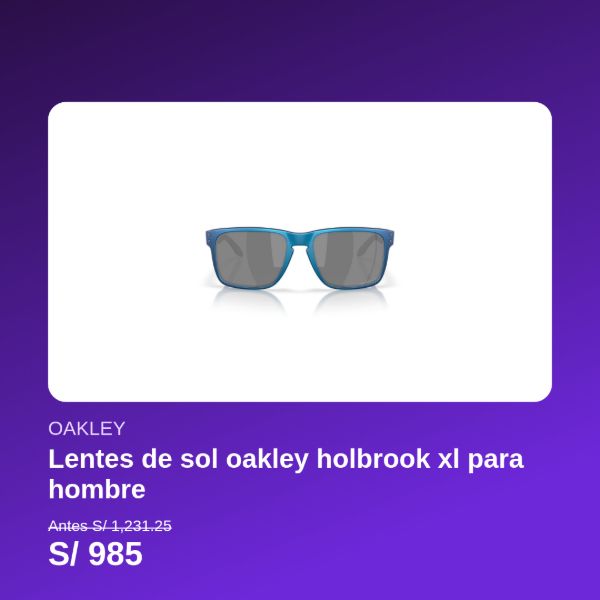 OAKLEY
Lentes de sol oakley holbrook xl para
hombre
Antes S/ 1,231.25
S/ 985